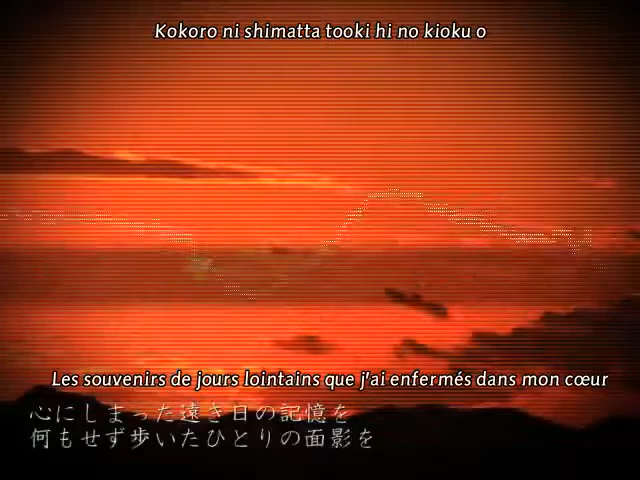 Kokoro ni shimatta tooki hi no kioku o
Les souvenirs de jours lointains que j'ai enfermés dans mon cœur
心にしまった遠き日の記憶を
何もせず歩いたひとりの面影を